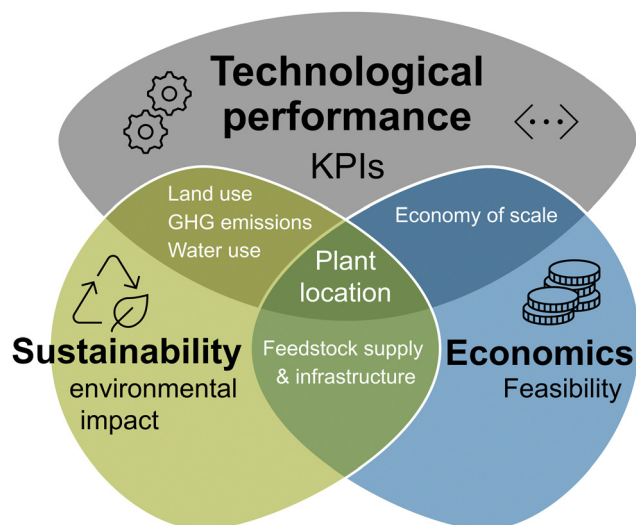 Technological
performance
KPIs
Land use
GHG emissions
Water use
Economy of scale
Plant
location
Sustainability
environmental
impact
Feedstock supply
& infrastructure
Economics
Feasibility